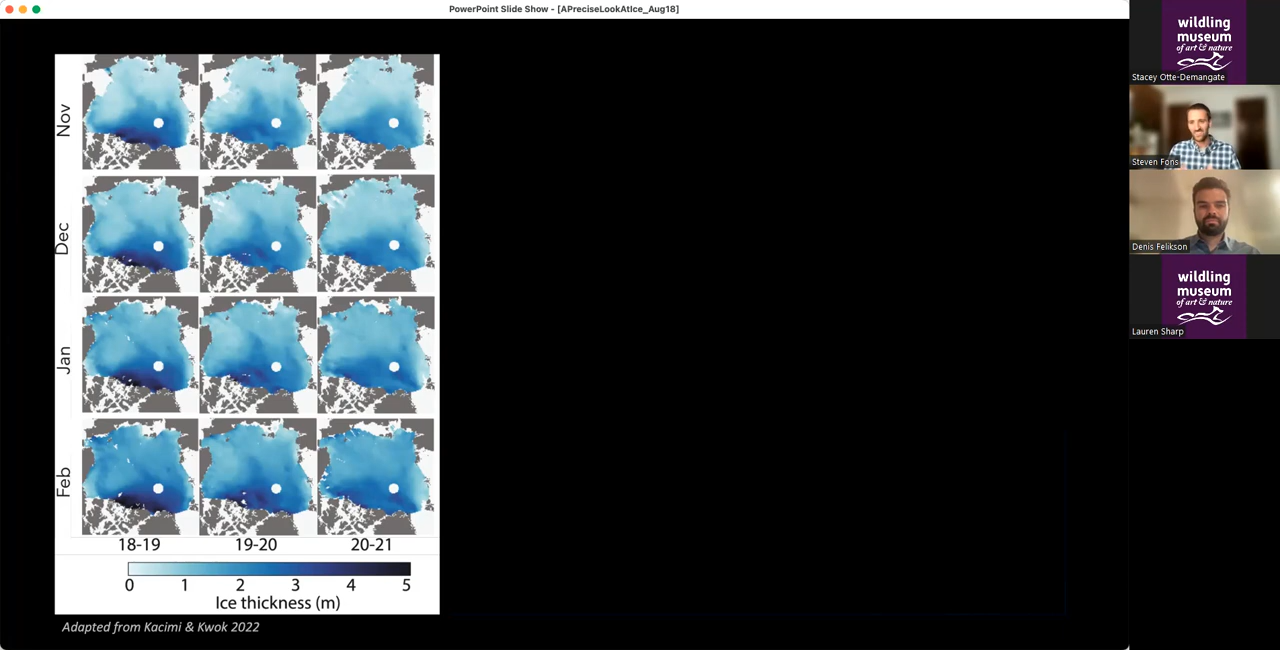 PowerPoint Slide Show - [APreciseLookAtIce_Aug18]
Nov
Dec
Jan
Feb
18-19 19-20 20-21
0 1 2 3 4 5
Ice thickness (m)
Adapted from Kacimi & Kwok 2022
wildling
museum
of art & nature
Stacey Otte-Demangate
Steven Fons
Denis Felikson
wildling
museum
of art & nature
Lauren Sharp